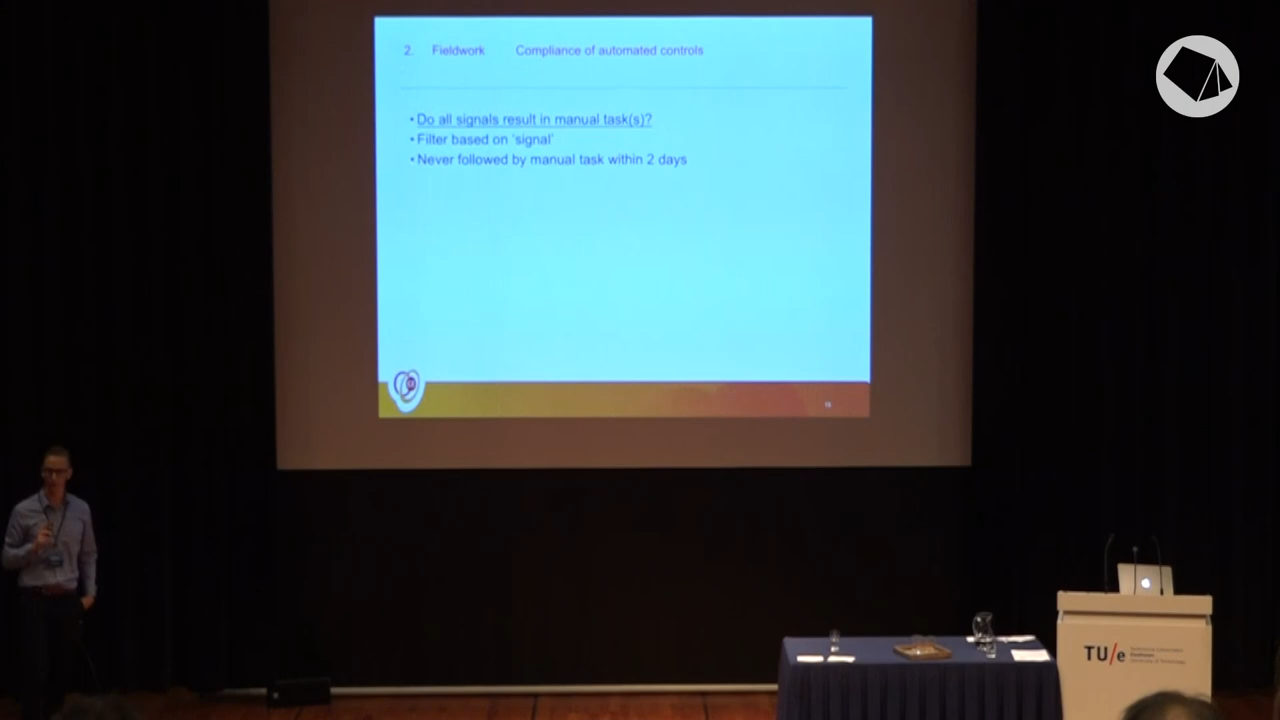 2. Fieldwork Compliance of automated controls
• Do all signals result in manual task(s)?
• Filter based on 'signal'
• Never followed by manual task within 2 days
TU/e